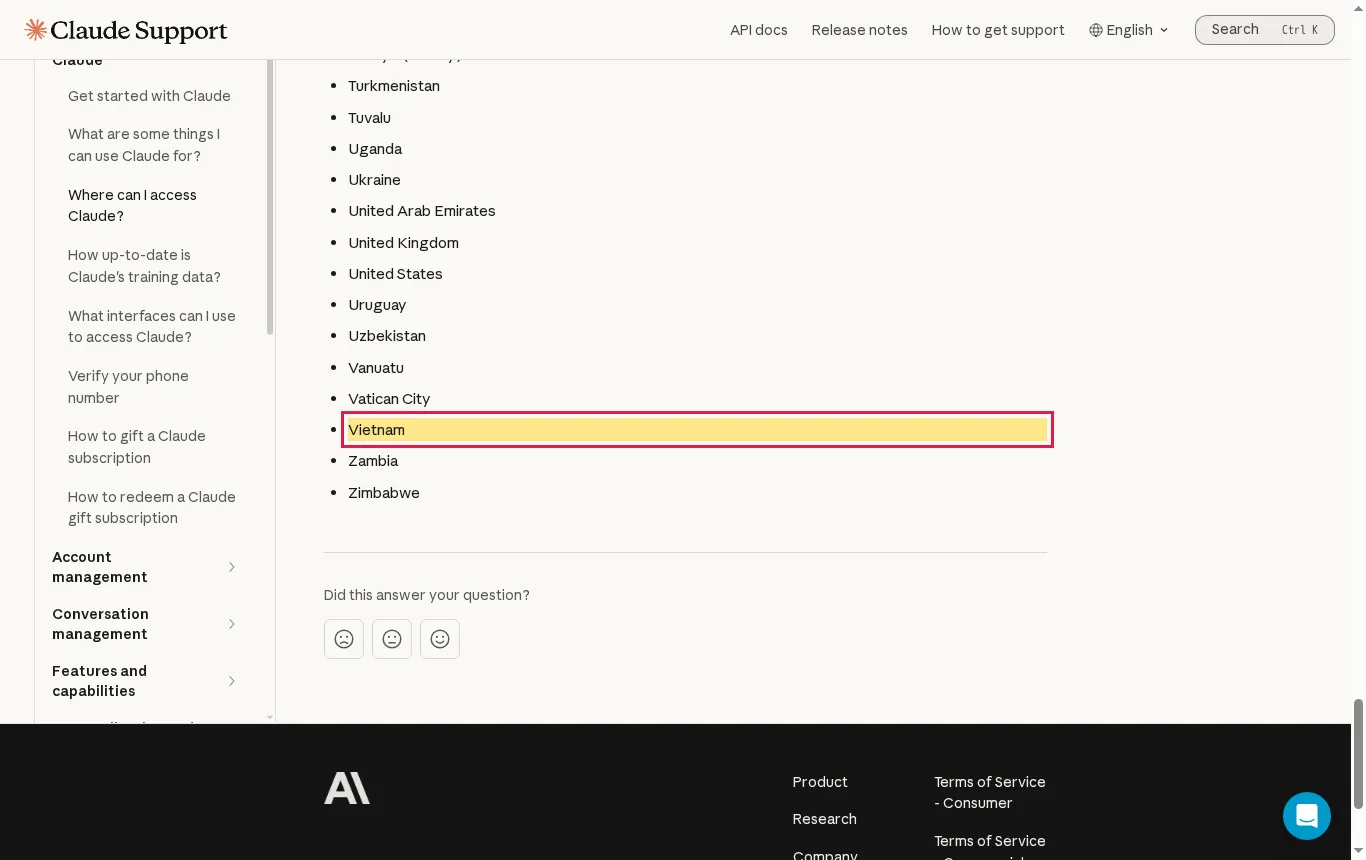 Claude Support
API docs
Release notes
How to get support
English
Search
Ctrl K
Claude
Get started with Claude
What are some things I
can use Claude for?
Where can I access
Claude?
How up-to-date is
Claude's training data?
What interfaces can I use
to access Claude?
Verify your phone
number
How to gift a Claude
subscription
How to redeem a Claude
gift subscription
Account
management
Conversation
management
Features and
capabilities
Turkmenistan
Tuvalu
Uganda
Ukraine
United Arab Emirates
United Kingdom
United States
Uruguay
Uzbekistan
Vanuatu
Vatican City
Vietnam
Zambia
Zimbabwe
Did this answer your question?
Product
Research
Company
Terms of Service
- Consumer
Terms of Service